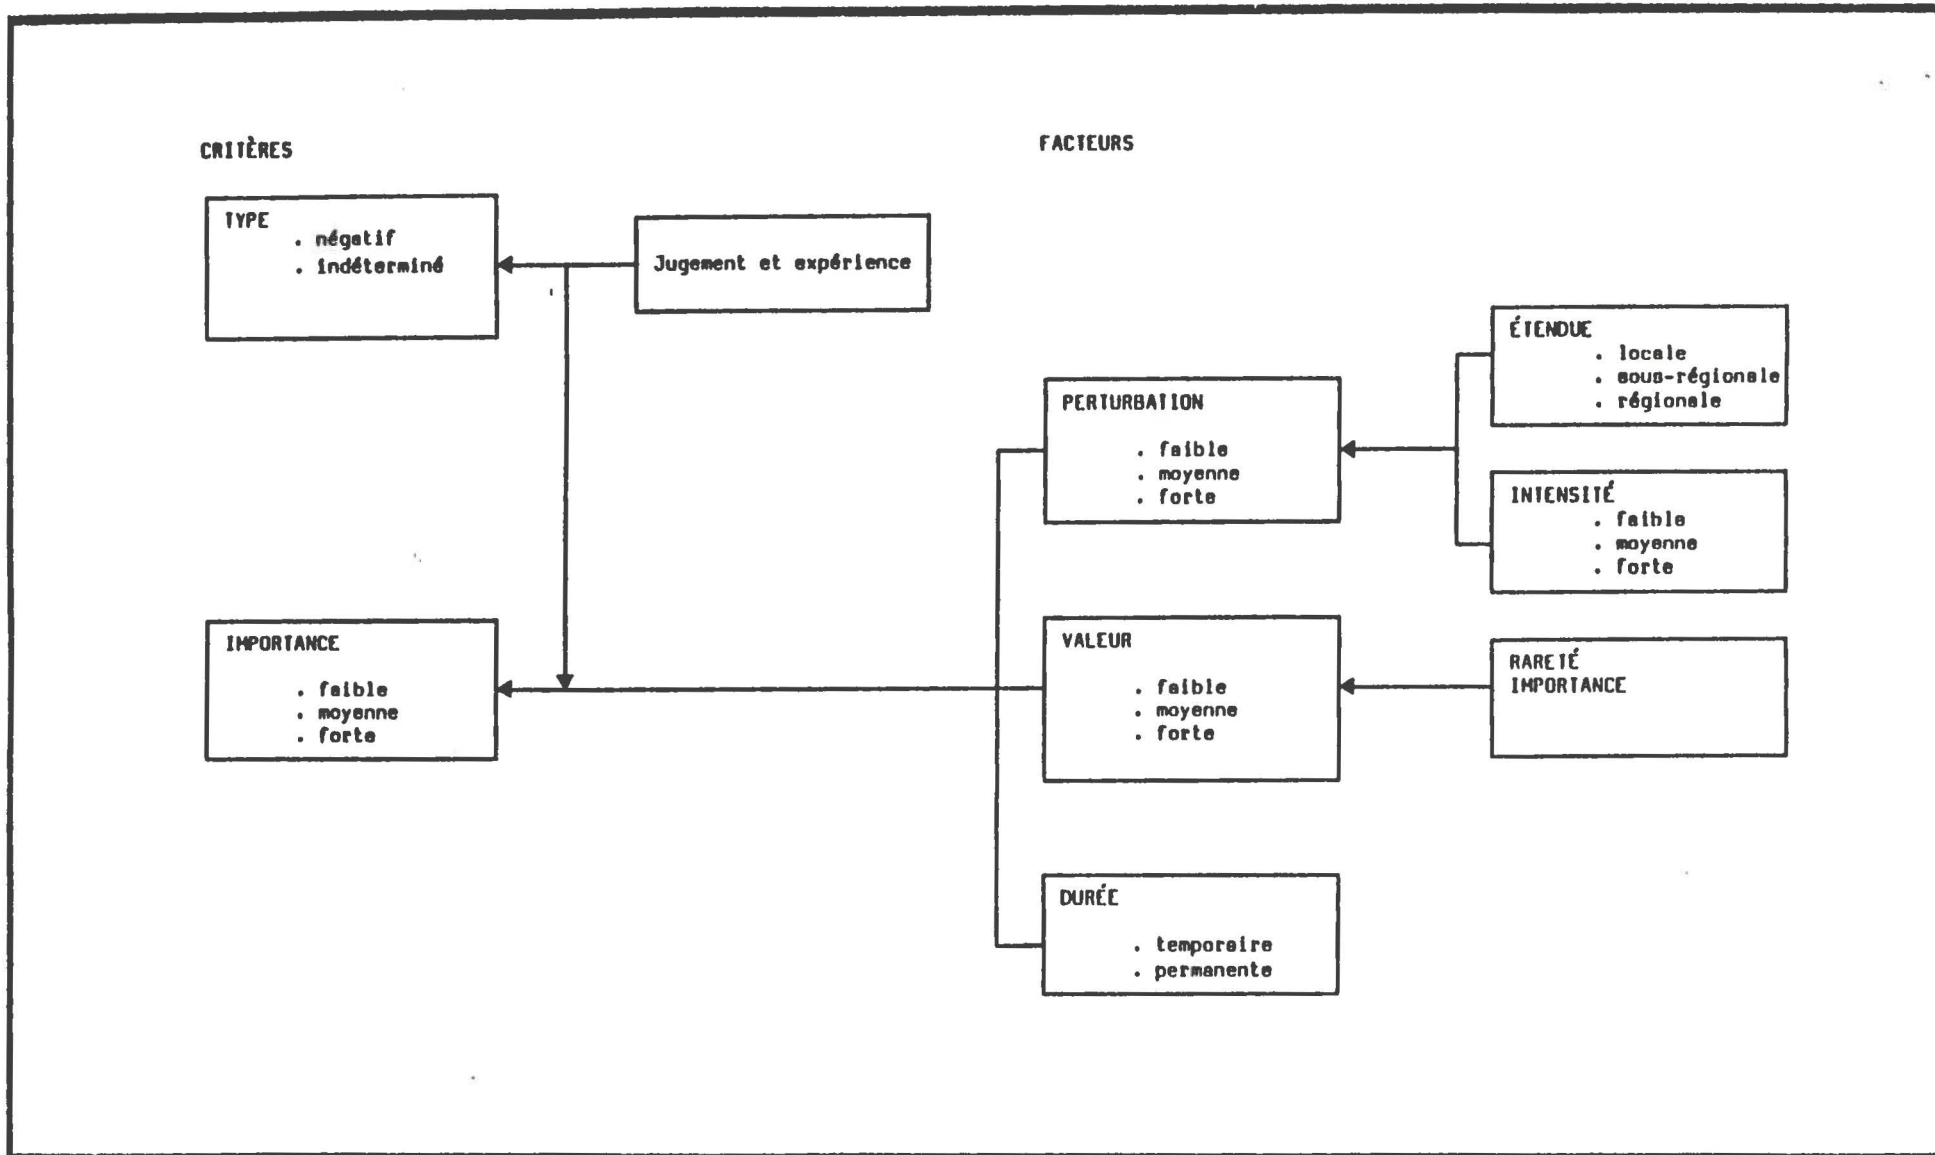 CRITÈRES
FACTEURS
TYPE
. négatif
. indéterminé
Jugement et expérience
ÉTENDUE
. locale
. sous-régionale
. régionale
PERTURBATION
. faible
. moyenne
. forte
INTENSITÉ
. faible
. moyenne
. forte
IMPORTANCE
. faible
. moyenne
. forte
VALEUR
. faible
. moyenne
. forte
RARETÉ
IMPORTANCE
DURÉE
. temporaire
. permanente